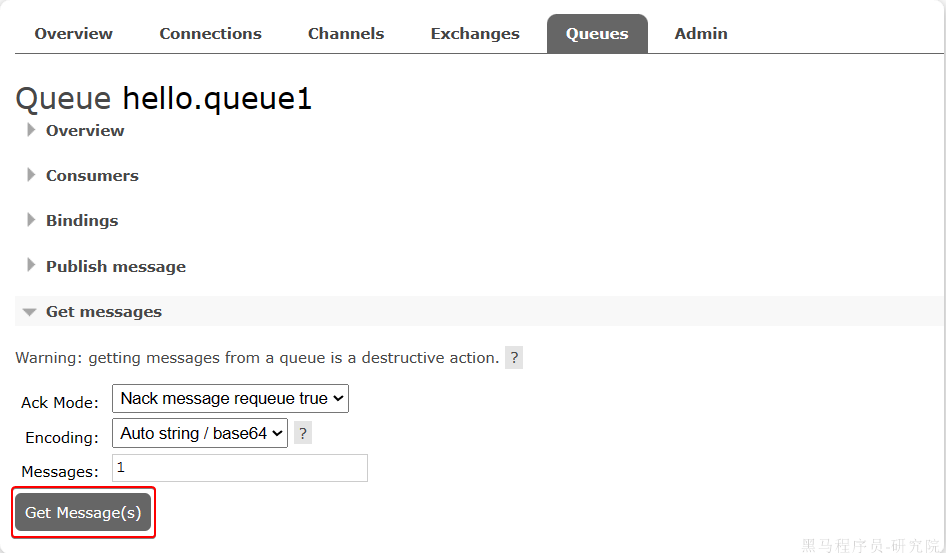 Overview Connections Channels Exchanges Queues Admin
Queue hello.queue1
Overview
Consumers
Bindings
Publish message
Get messages
Warning: getting messages from a queue is a destructive action. ?
Ack Mode: Nack message requeue true
Encoding: Auto string / base64 ?
Messages: 1
Get Message(s)
黑马程序员-研究院